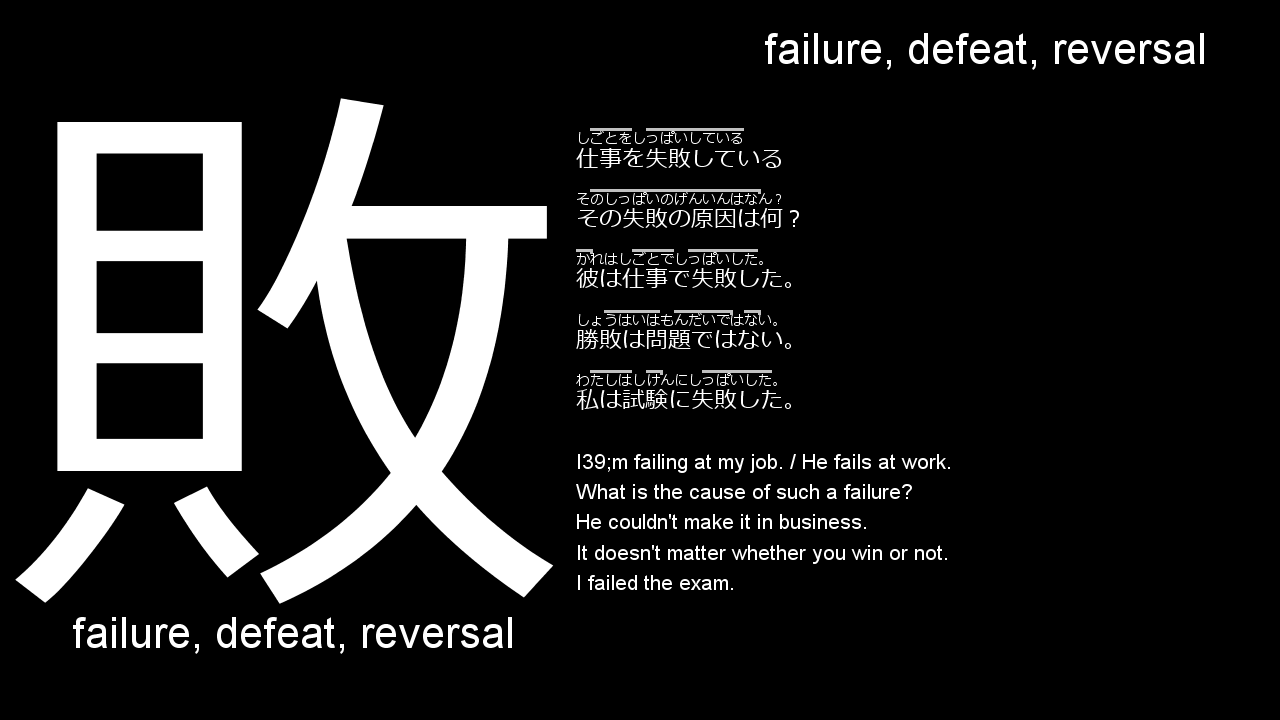 failure, defeat, reversal
敗
failure, defeat, reversal
しごとをしっぱいしている
仕事を失敗している
そのしっぱいのげんいんはなん？
その失敗の原因は何？
かれはしごとでしっぱいした。
彼は仕事で失敗した。
しょうはいはもんだいではない。
勝敗は問題ではない。
わたしはしけんにしっぱいした。
私は試験に失敗した。
I39;m failing at my job. / He fails at work.
What is the cause of such a failure?
He couldn't make it in business.
It doesn't matter whether you win or not.
I failed the exam.